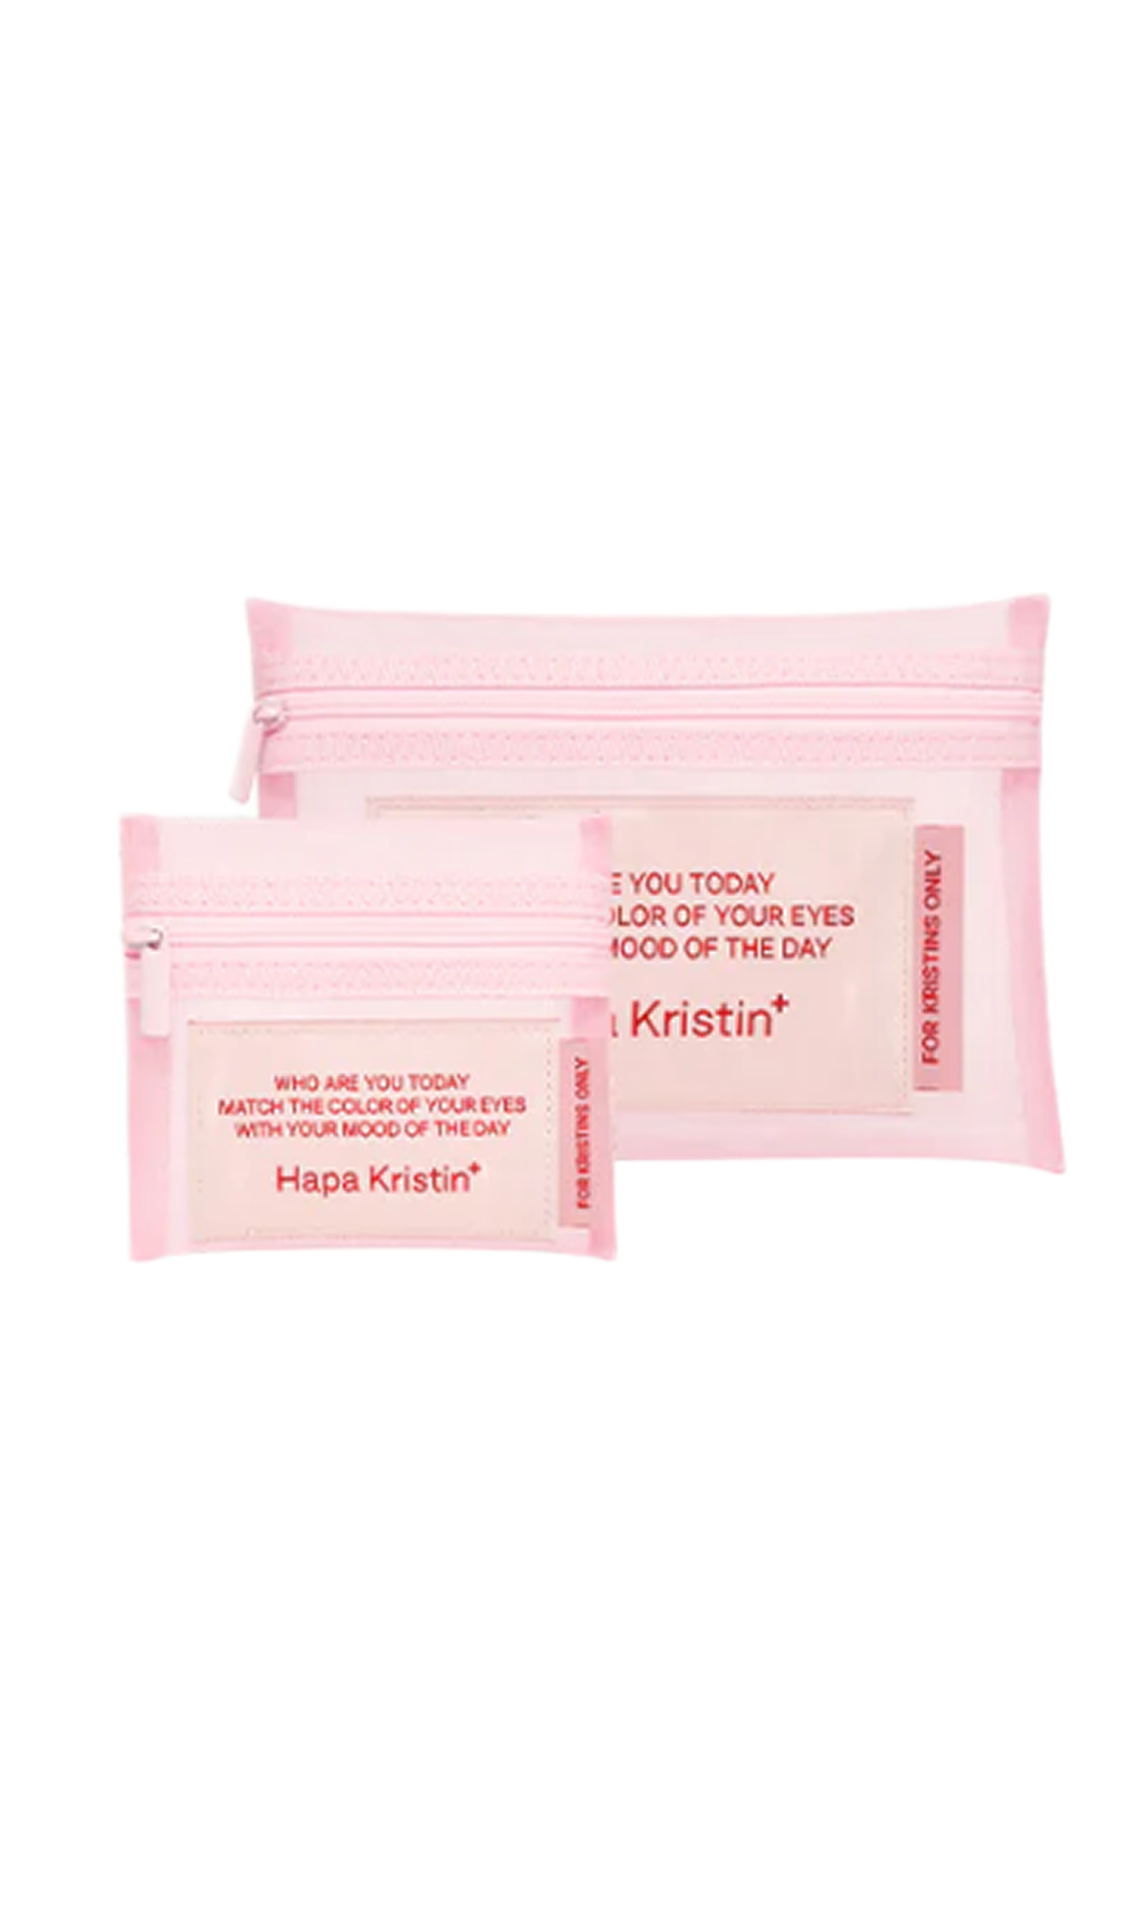 WHO ARE YOU TODAY
MATCH THE COLOR OF YOUR EYES
WITH YOUR MOOD OF THE DAY
Hapa Kristin+
FOR KRISTINS ONLY
E YOU TODAY
OLOR OF YOUR EYES
MOOD OF THE DAY
Kristin+
FOR KRISTINS ONLY